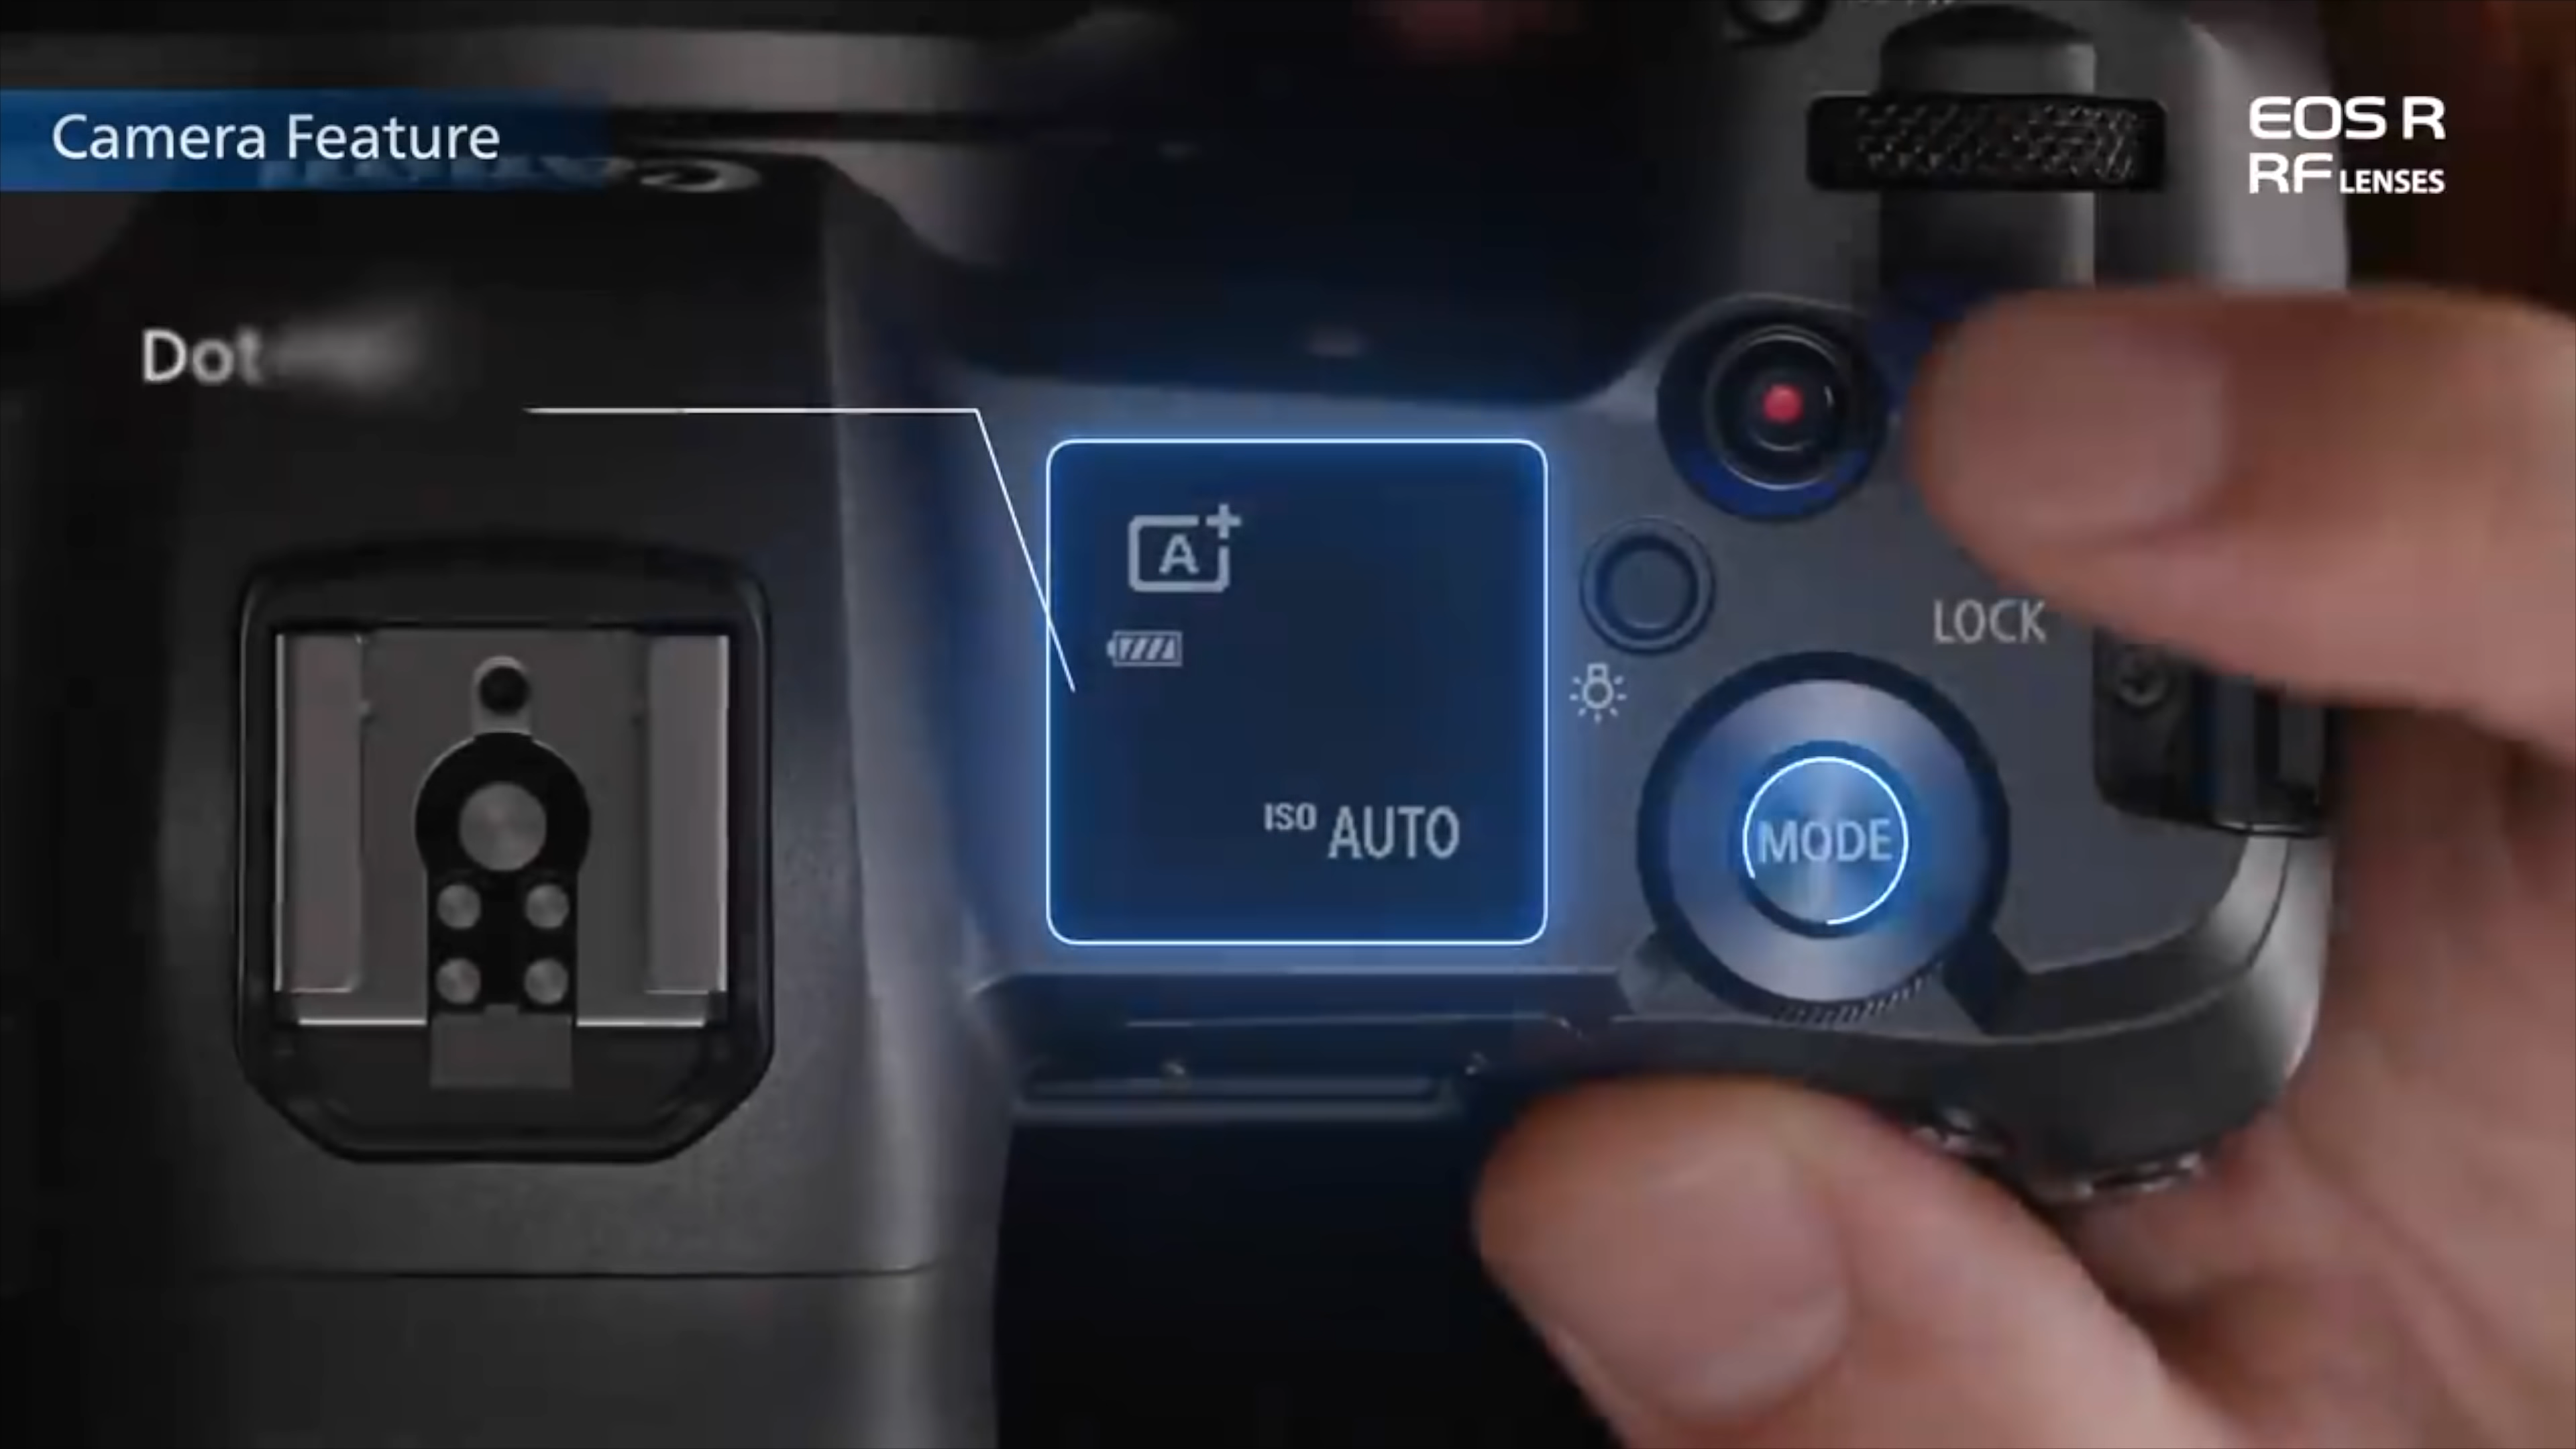 Camera Feature
EOS R
RF LENSES
Dot
A+
LOCK
ISO AUTO
MODE